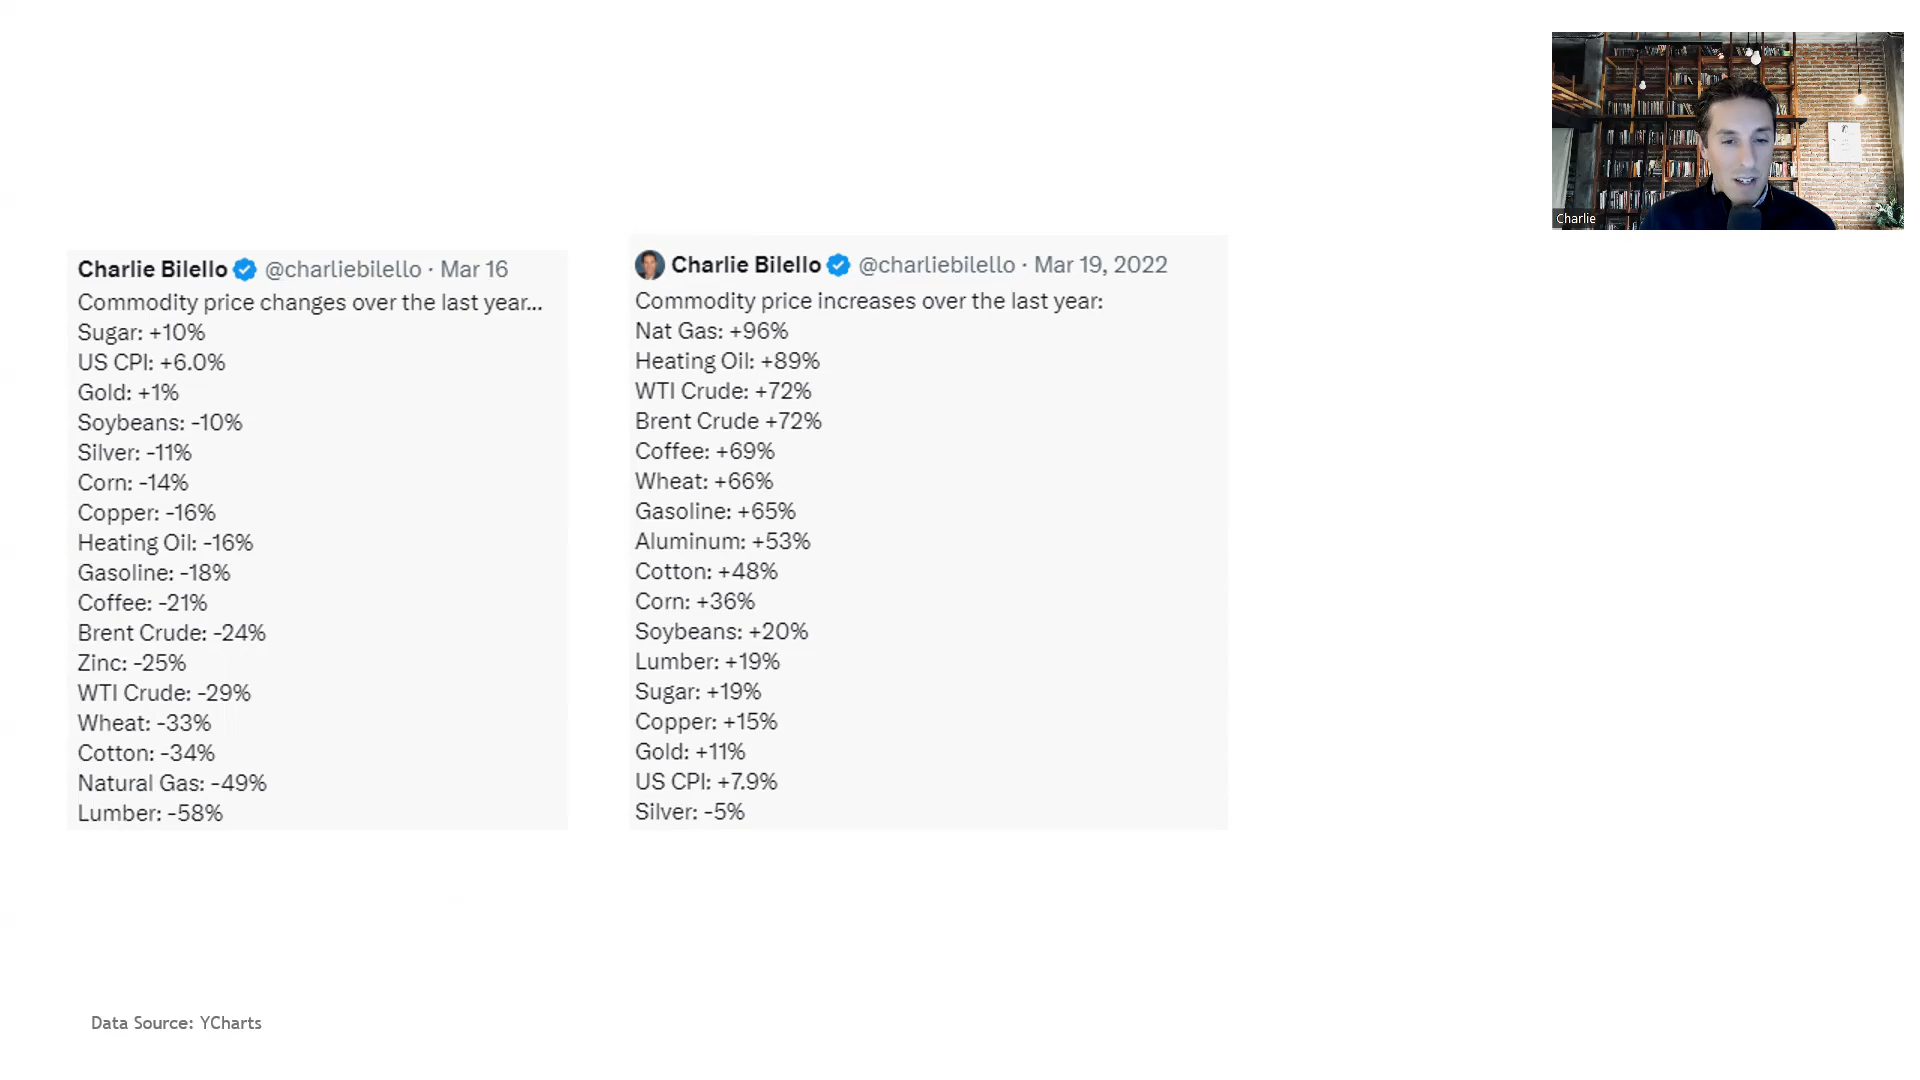 Charlie Bilello @charliebilello · Mar 16
Commodity price changes over the last year...
Sugar: +10%
US CPI: +6.0%
Gold: +1%
Soybeans: -10%
Silver: -11%
Corn: -14%
Copper: -16%
Heating Oil: -16%
Gasoline: -18%
Coffee: -21%
Brent Crude: -24%
Zinc: -25%
WTI Crude: -29%
Wheat: -33%
Cotton: -34%
Natural Gas: -49%
Lumber: -58%
Charlie Bilello @charliebilello · Mar 19, 2022
Commodity price increases over the last year:
Nat Gas: +96%
Heating Oil: +89%
WTI Crude: +72%
Brent Crude +72%
Coffee: +69%
Wheat: +66%
Gasoline: +65%
Aluminum: +53%
Cotton: +48%
Corn: +36%
Soybeans: +20%
Lumber: +19%
Sugar: +19%
Copper: +15%
Gold: +11%
US CPI: +7.9%
Silver: -5%
Charlie
Data Source: YCharts